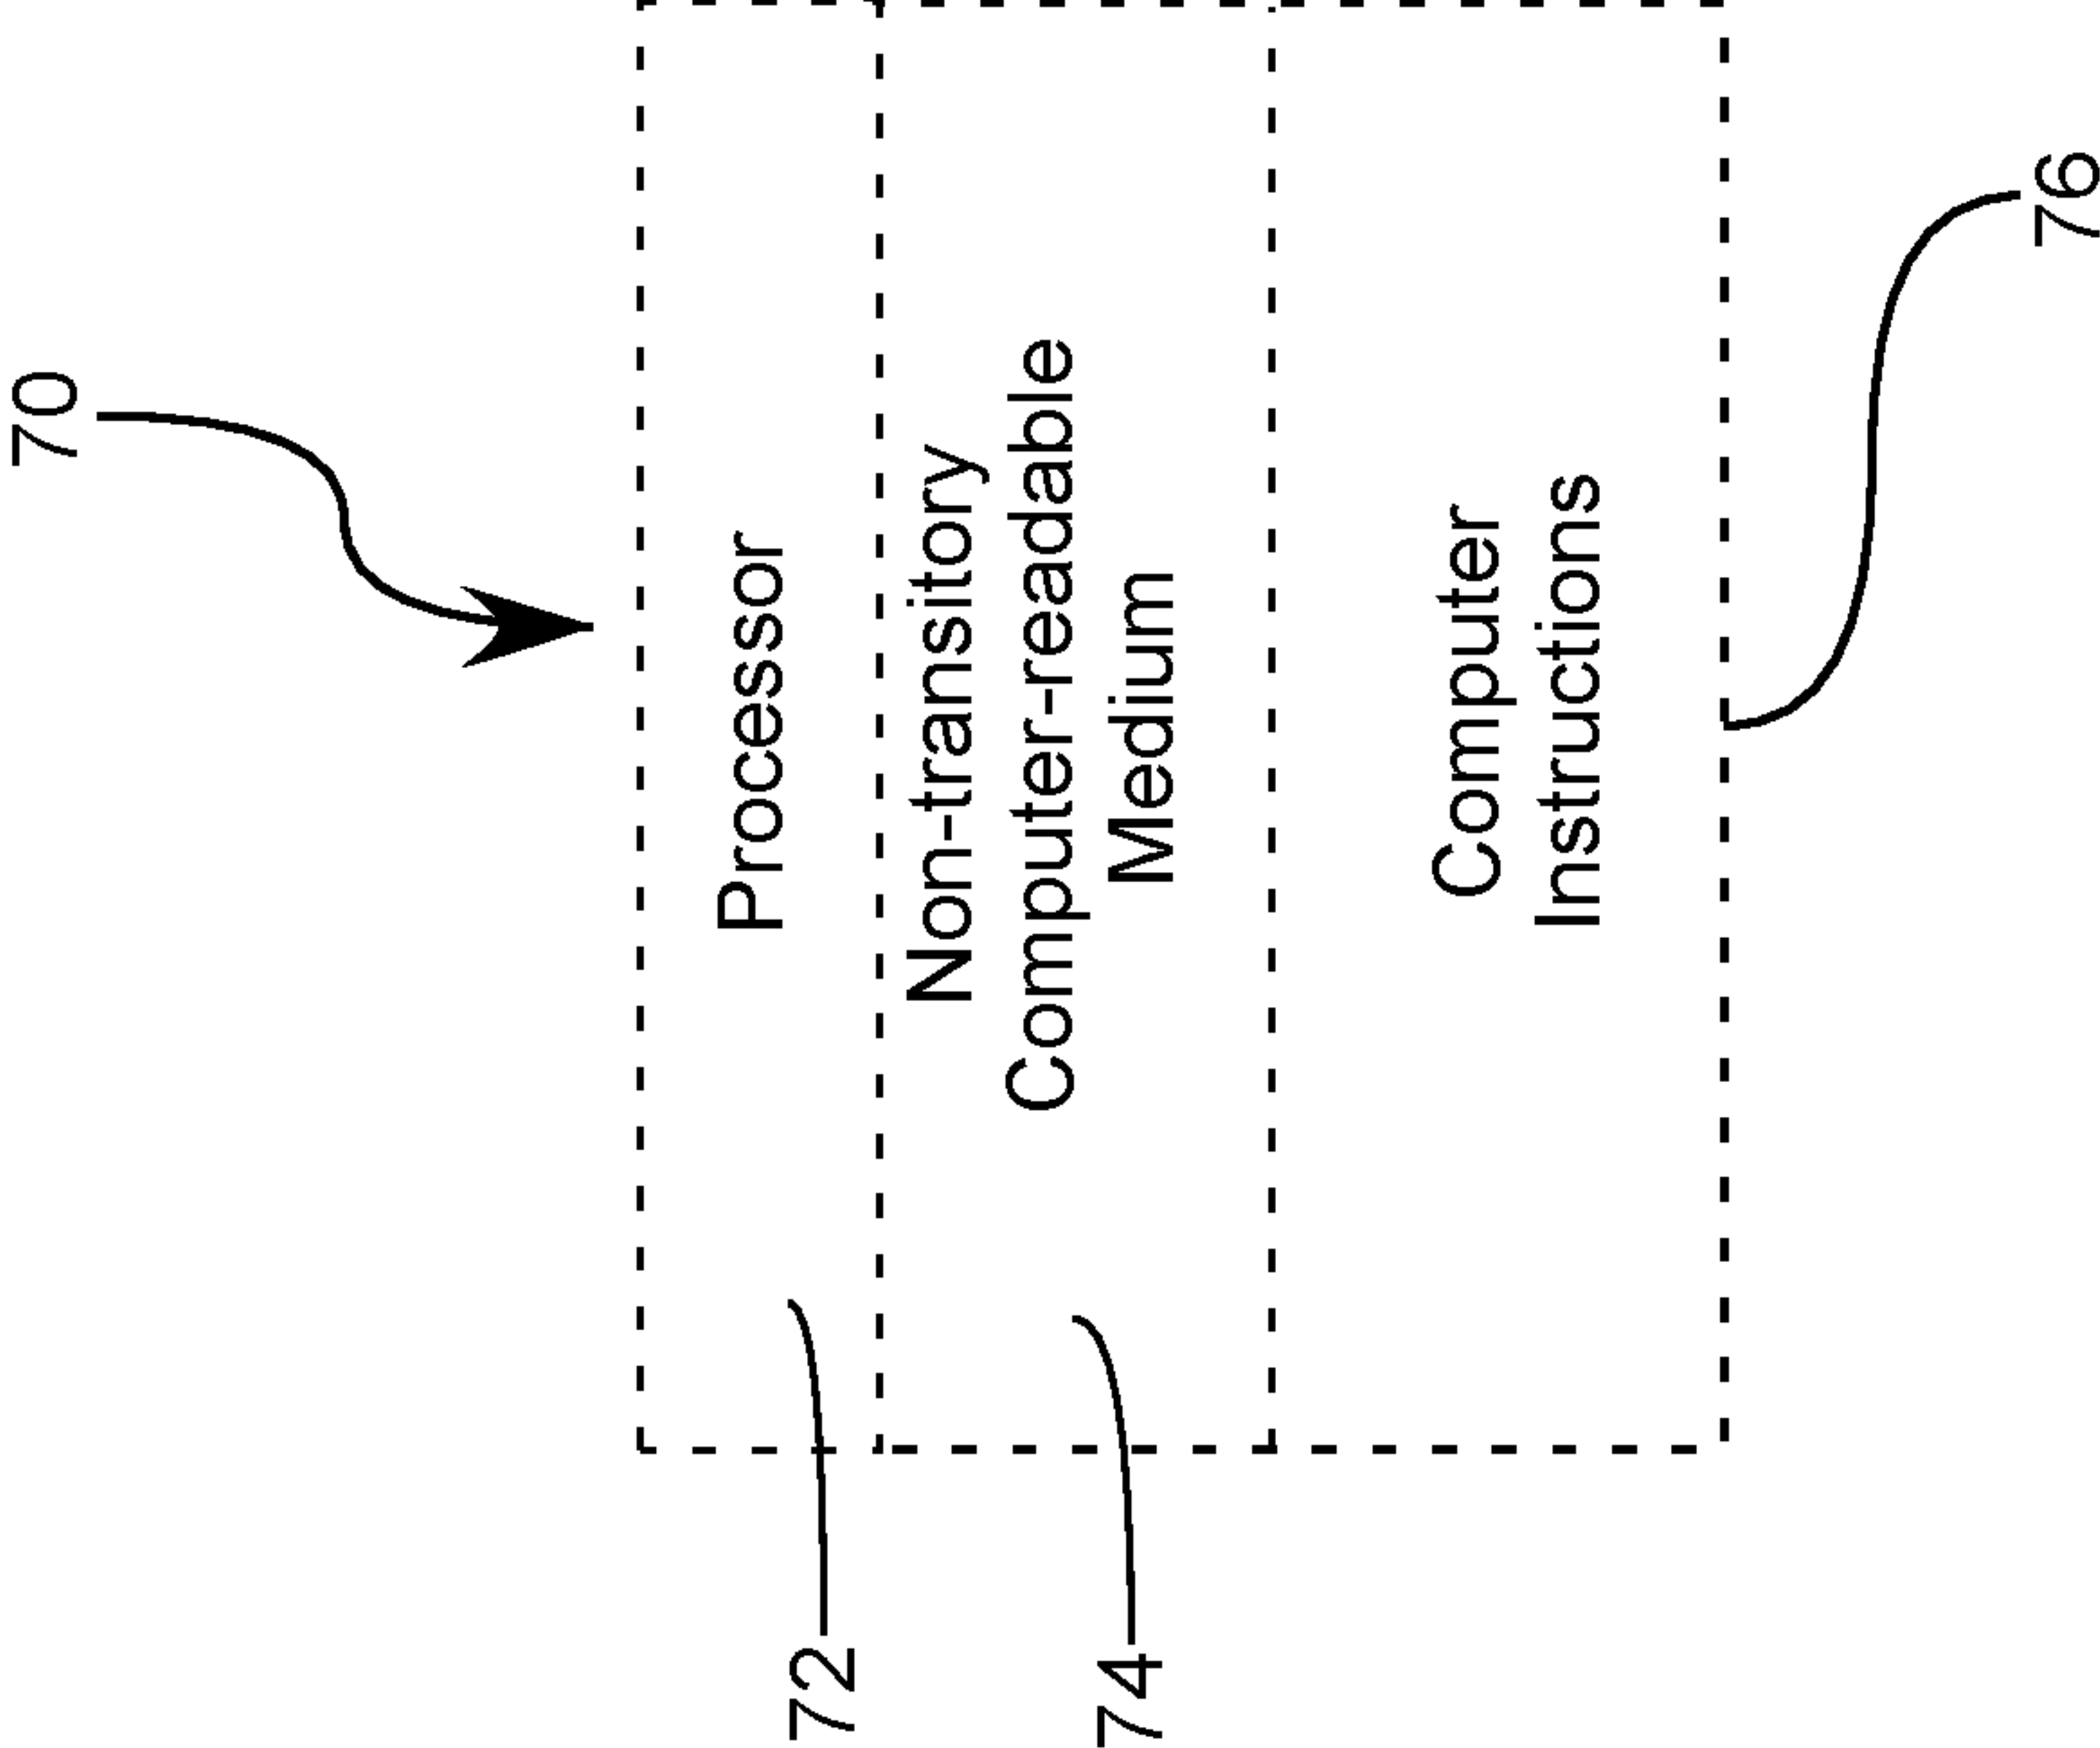 70
Processor
72
Non-transitory
Computer-readable
Medium
74
Computer
Instructions
76